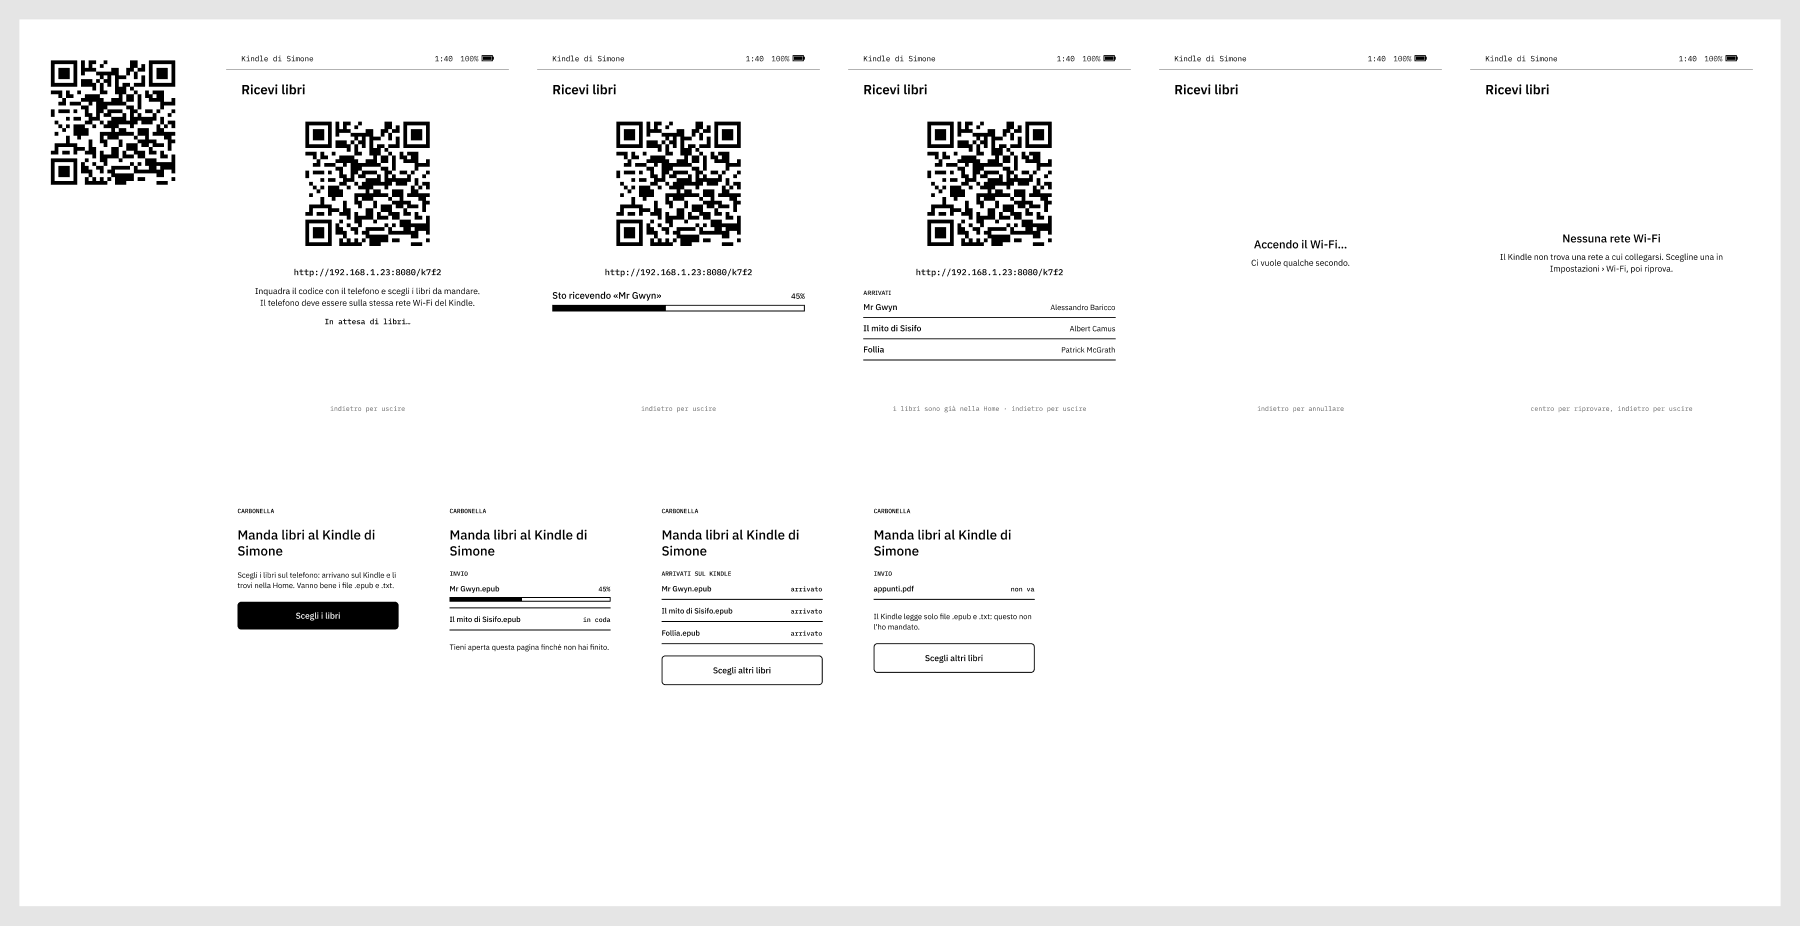 Kindle di Simone
1:40 100%
Ricevi libri
http://192.168.1.23:8080/k7f2
Inquadra il codice con il telefono e scegli i libri da mandare.
Il telefono deve essere sulla stessa rete Wi-Fi del Kindle.
In attesa di libri…
indietro per uscire
Kindle di Simone
1:40 100%
Ricevi libri
http://192.168.1.23:8080/k7f2
Sto ricevendo «Mr Gwyn»
45%
indietro per uscire
Kindle di Simone
1:40 100%
Ricevi libri
http://192.168.1.23:8080/k7f2
ARRIVATI
Mr Gwyn
Alessandro Baricco
Il mito di Sisifo
Albert Camus
Follia
Patrick McGrath
i libri sono già nella Home · indietro per uscire
Kindle di Simone
1:40 100%
Ricevi libri
Accendo il Wi-Fi…
Ci vuole qualche secondo.
indietro per annullare
Kindle di Simone
1:40 100%
Ricevi libri
Nessuna rete Wi-Fi
Il Kindle non trova una rete a cui collegarsi. Scegline una in
Impostazioni › Wi-Fi, poi riprova.
centro per riprovare, indietro per uscire
CARBONELLA
Manda libri al Kindle di
Simone
Scegli i libri sul telefono: arrivano sul Kindle e li
trovi nella Home. Vanno bene i file .epub e .txt.
Scegli i libri
CARBONELLA
Manda libri al Kindle di
Simone
INVIO
Mr Gwyn.epub
45%
Il mito di Sisifo.epub
in coda
Tieni aperta questa pagina finché non hai finito.
CARBONELLA
Manda libri al Kindle di
Simone
ARRIVATI SUL KINDLE
Mr Gwyn.epub
arrivato
Il mito di Sisifo.epub
arrivato
Follia.epub
arrivato
Scegli altri libri
CARBONELLA
Manda libri al Kindle di
Simone
INVIO
appunti.pdf
non va
Il Kindle legge solo file .epub e .txt: questo non
l'ho mandato.
Scegli altri libri